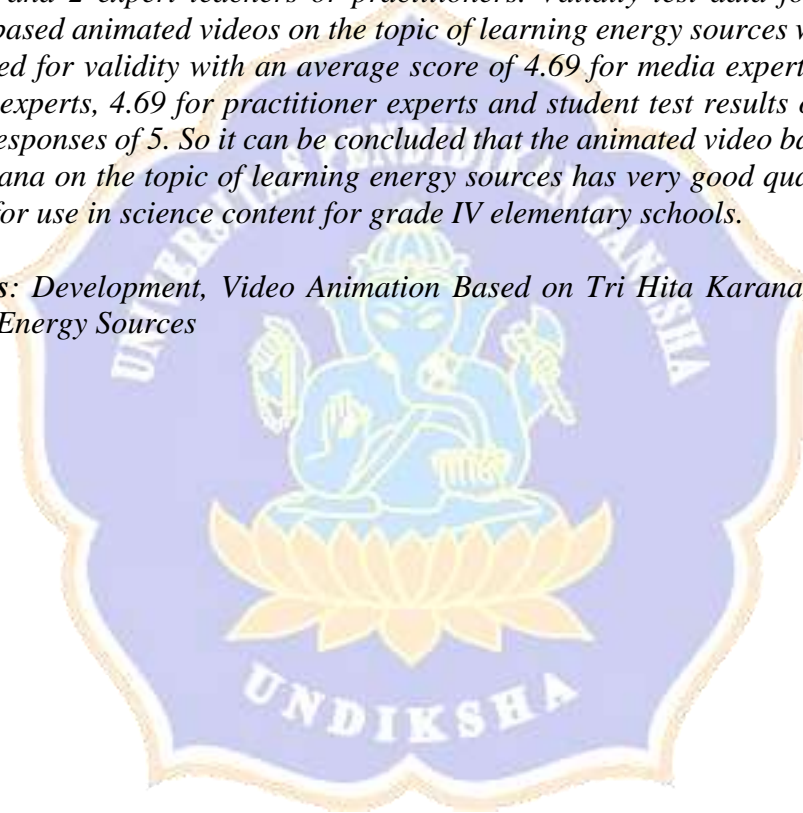 and 2 expert teachers or practitioners. Validity test data fo
based animated videos on the topic of learning energy sources
ed for validity with an average score of 4.69 for media expert
experts, 4.69 for practitioner experts and student test results
esponses of 5. So it can be concluded that the animated video ba
ana on the topic of learning energy sources has very good qua
for use in science content for grade IV elementary schools.
s: Development, Video Animation Based on Tri Hita Karana
Energy Sources
UNIVERSITAS PENDIDIKAN GANESHA
UNDIKSHA